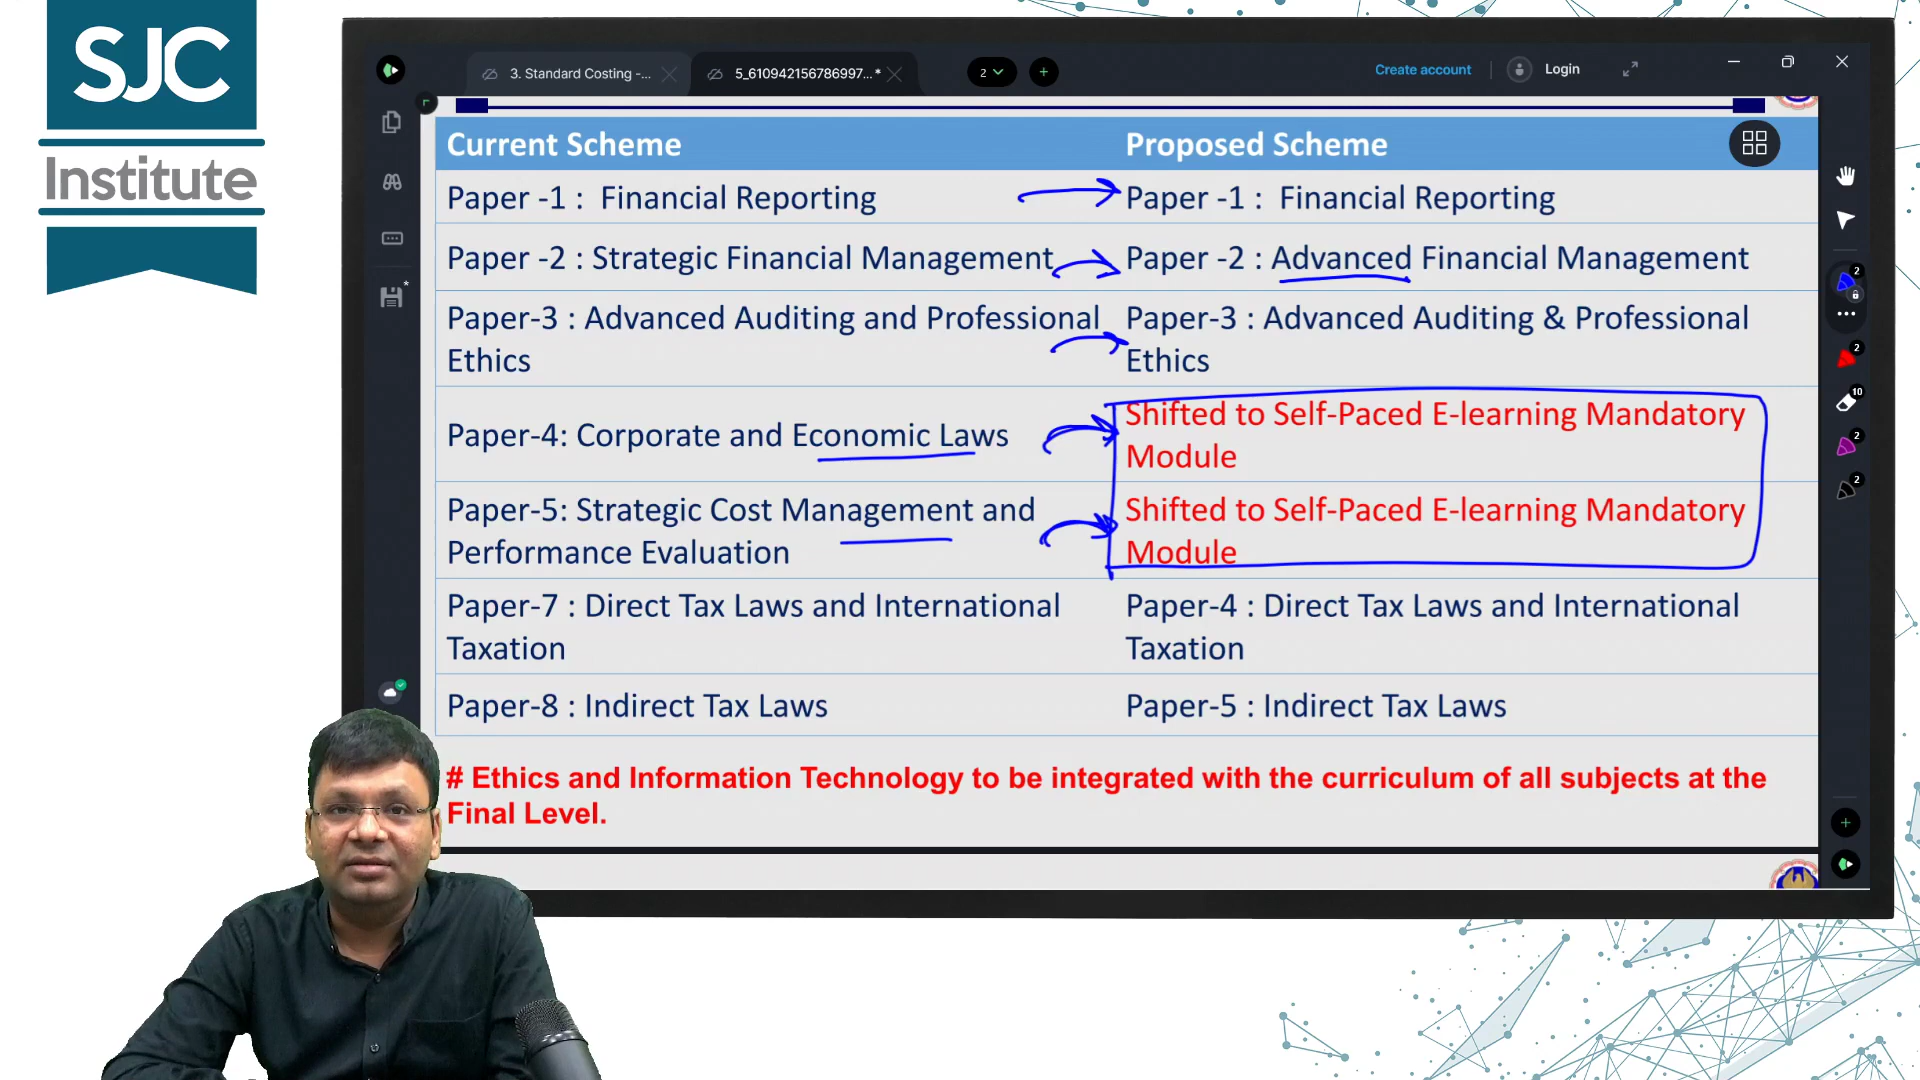 SJC
Institute
3. Standard Costing -...
5_610942156786997... *
2
Create account
Login
Current Scheme
Proposed Scheme
Paper -1 : Financial Reporting
Paper -1 : Financial Reporting
Paper -2 : Strategic Financial Management
Paper -2 : Advanced Financial Management
Paper-3 : Advanced Auditing and Professional
Ethics
Paper-3 : Advanced Auditing & Professional
Ethics
Paper-4: Corporate and Economic Laws
Shifted to Self-Paced E-learning Mandatory
Module
Paper-5: Strategic Cost Management and
Performance Evaluation
Shifted to Self-Paced E-learning Mandatory
Module
Paper-7 : Direct Tax Laws and International
Taxation
Paper-4 : Direct Tax Laws and International
Taxation
Paper-8 : Indirect Tax Laws
Paper-5 : Indirect Tax Laws
# Ethics and Information Technology to be integrated with the curriculum of all subjects at the
Final Level.
2
2
10
2
2